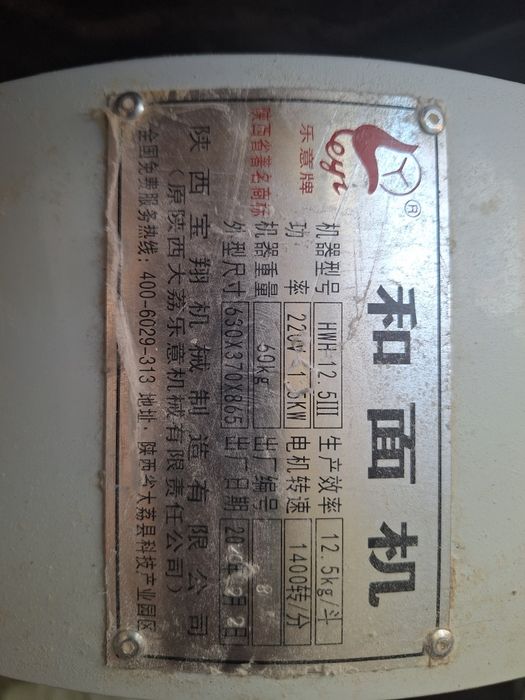 Leyi ®
乐意牌
陕西省著名商标
和面机
机器型号 HWH 12.5III 生产效率 12.5kg/斗
功率 220V 1.5KW 电机转速 1400转/分
机器重量 60kg 出厂编号
外型尺寸 630X370X865 出厂日期
陕西宝翔机械制造有限公司
(原陕西大荔乐意机械有限责任公司)
全国免费服务热线: 400-6029-313 地址: 陕西省大荔县科技产业园区